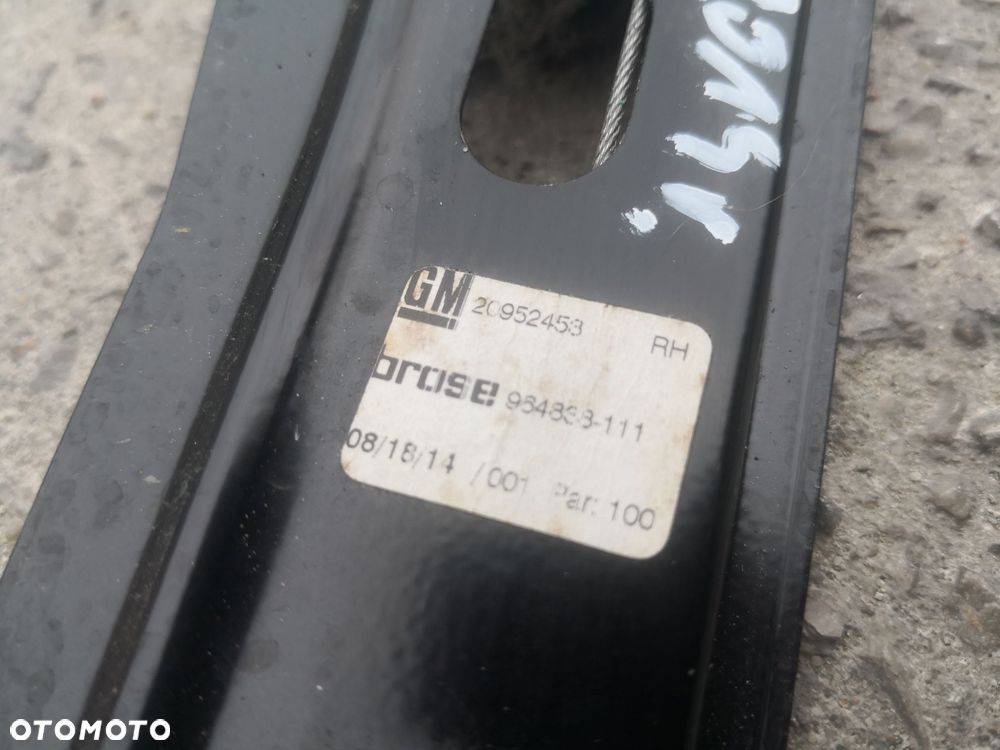 GM 20952453
RH
brose 964838-111
08/18/14 /001 Par: 100
OTOMOTO